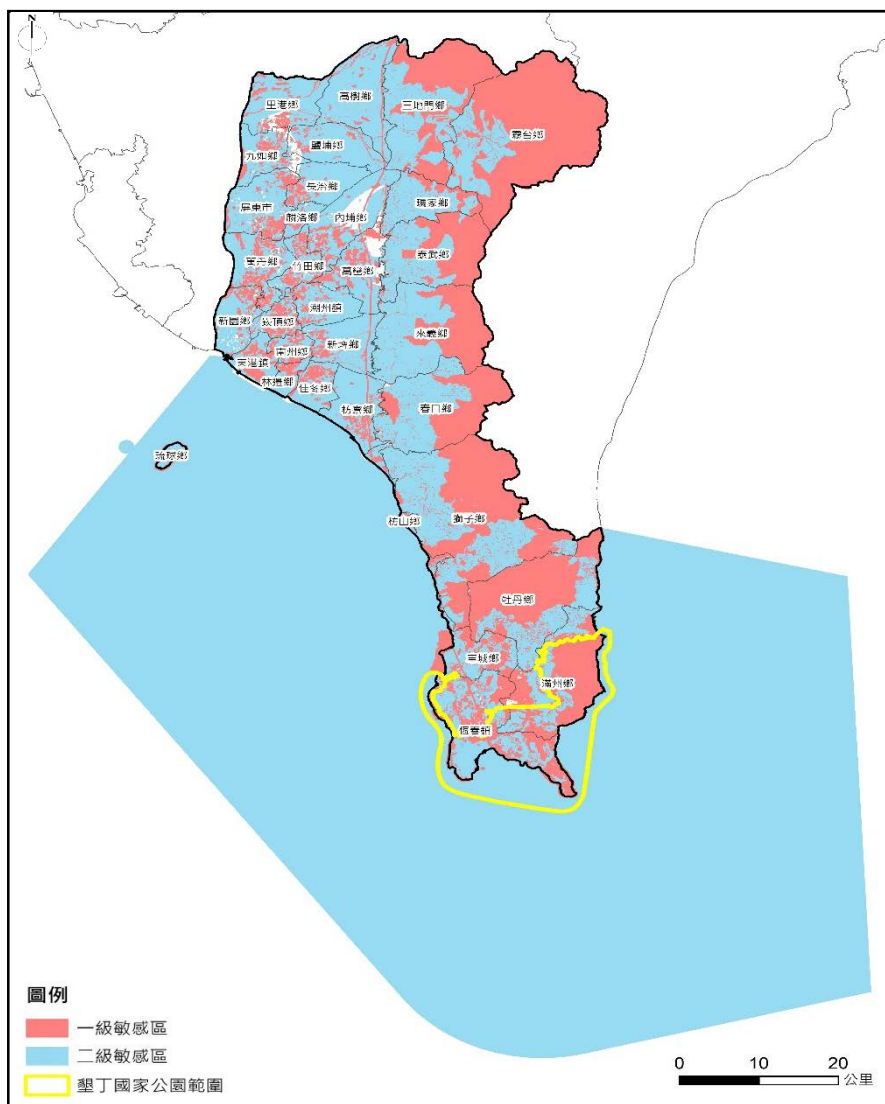 N
里港鄉
高樹鄉
三地門鄉
霧台鄉
九如鄉
鹽埔鄉
長治鄉
屏東市
麟洛鄉
內埔鄉
瑪家鄉
萬丹鄉
竹田鄉
萬巒鄉
泰武鄉
潮州鎮
新園鄉
崁頂鄉
來義鄉
東港鎮
南州鄉
新埤鄉
林邊鄉
佳冬鄉
枋寮鄉
春日鄉
琉球鄉
枋山鄉
獅子鄉
牡丹鄉
車城鄉
滿州鄉
恆春鎮
圖例
一級敏感區
二級敏感區
墾丁國家公園範圍
0 10 20
公里